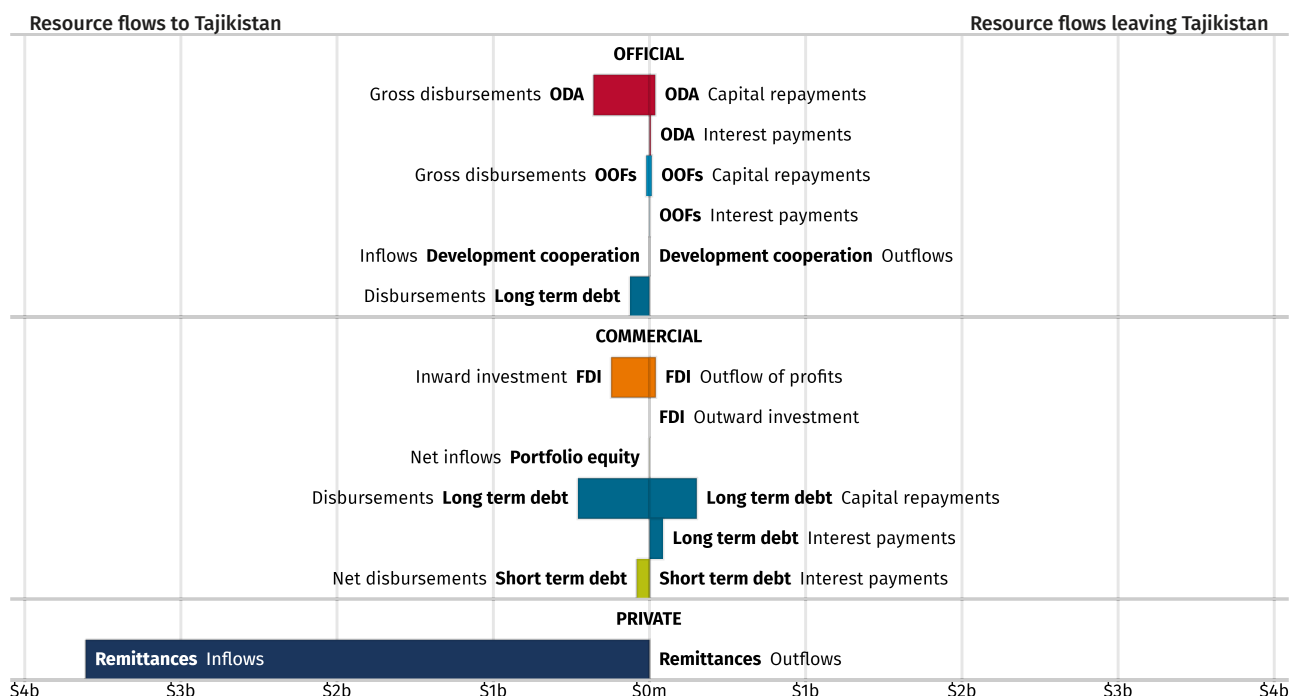 Resource flows to Tajikistan Resource flows leaving Tajikistan
OFFICIAL
Gross disbursements ODA ODA Capital repayments
ODA Interest payments
Gross disbursements OOFs OOFs Capital repayments
OOFs Interest payments
Inflows Development cooperation Development cooperation Outflows
Disbursements Long term debt
COMMERCIAL
Inward investment FDI FDI Outflow of profits
FDI Outward investment
Net inflows Portfolio equity
Disbursements Long term debt Long term debt Capital repayments
Long term debt Interest payments
Net disbursements Short term debt Short term debt Interest payments
PRIVATE
Remittances Inflows Remittances Outflows
$4b $3b $2b $1b $0m $1b $2b $3b $4b